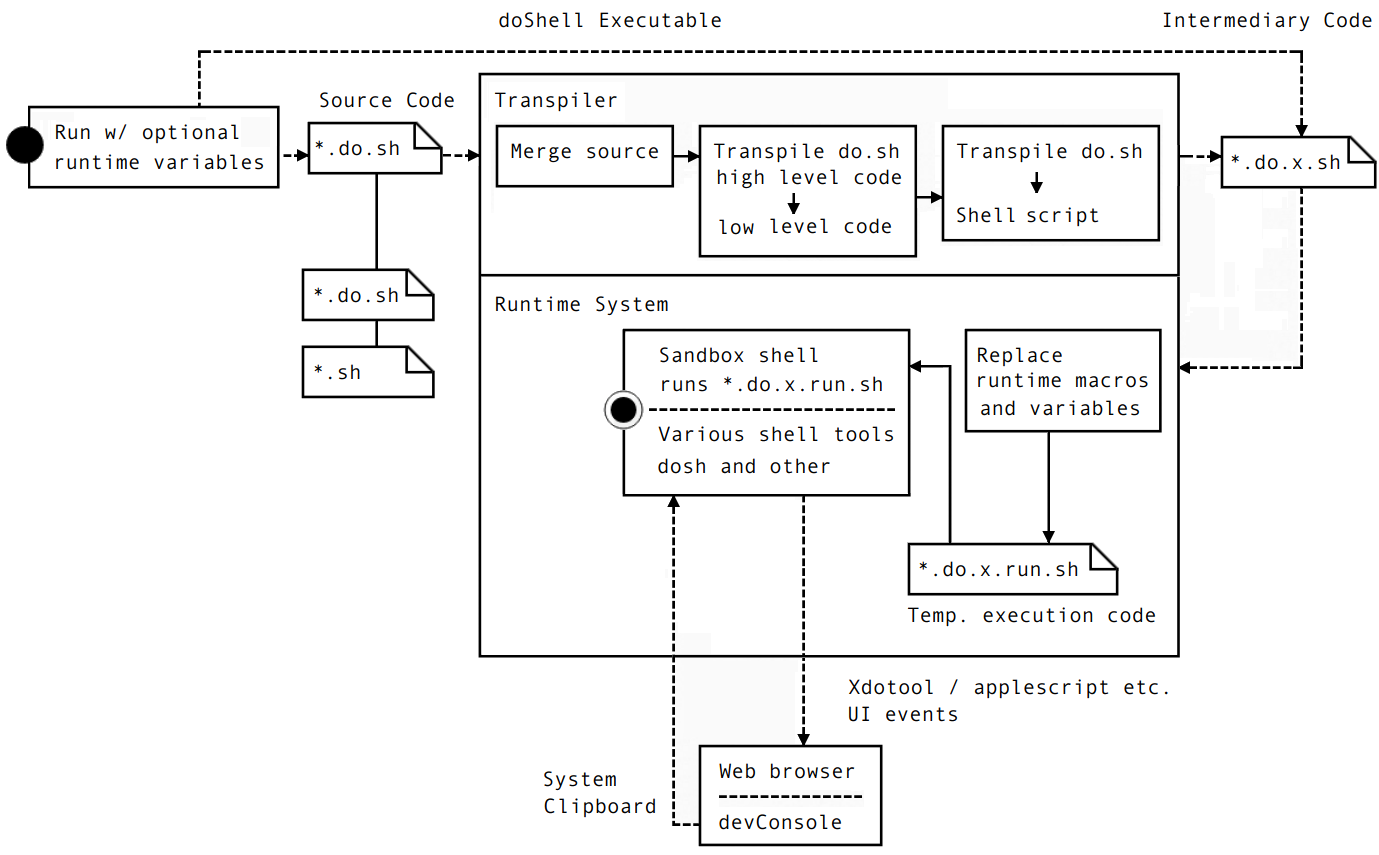 doShell Executable
Intermediary Code
Run w/ optional
runtime variables
Source Code
*.do.sh
*.do.sh
*.sh
Transpiler
Merge source
Transpile do.sh
high level code
low level code
Transpile do.sh
Shell script
*.do.x.sh
Runtime System
Sandbox shell
runs *.do.x.run.sh
Various shell tools
dosh and other
Replace
runtime macros
and variables
*.do.x.run.sh
Temp. execution code
Xdotool / applescript etc.
UI events
System
Clipboard
Web browser
devConsole